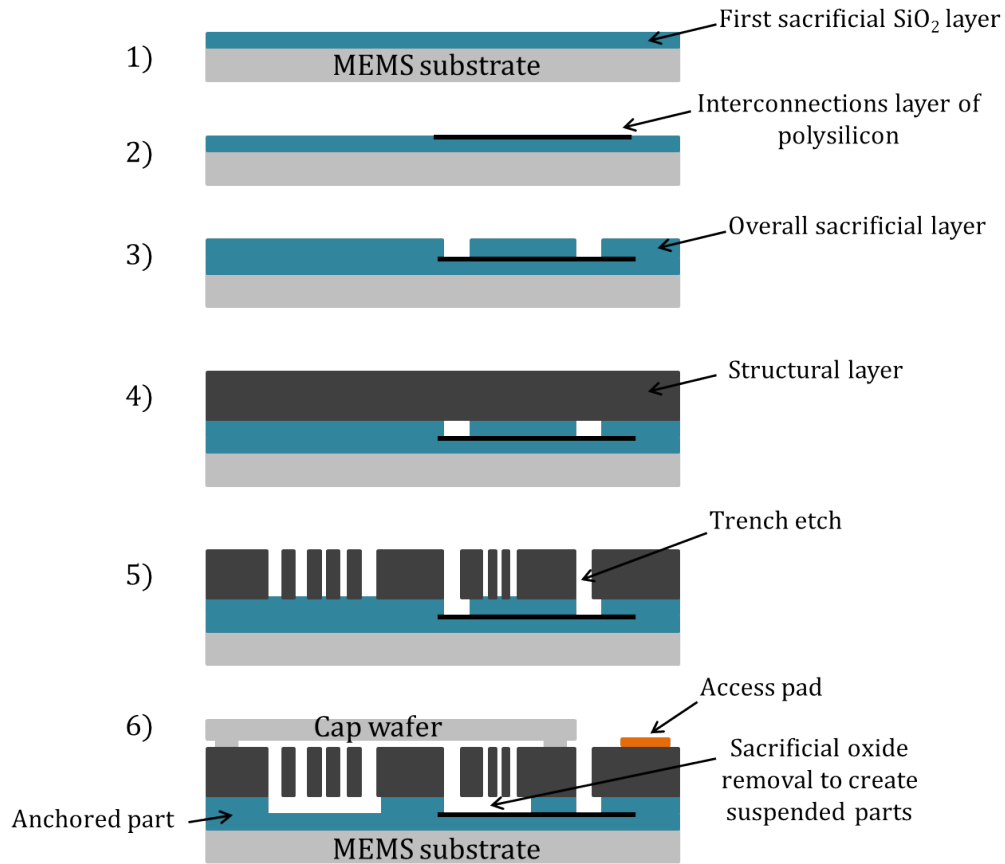 First sacrificial SiO₂ layer
1)
MEMS substrate
Interconnections layer of
polysilicon
2)
Overall sacrificial layer
3)
Structural layer
4)
Trench etch
5)
Access pad
6)
Cap wafer
Sacrificial oxide
removal to create
suspended parts
Anchored part
MEMS substrate